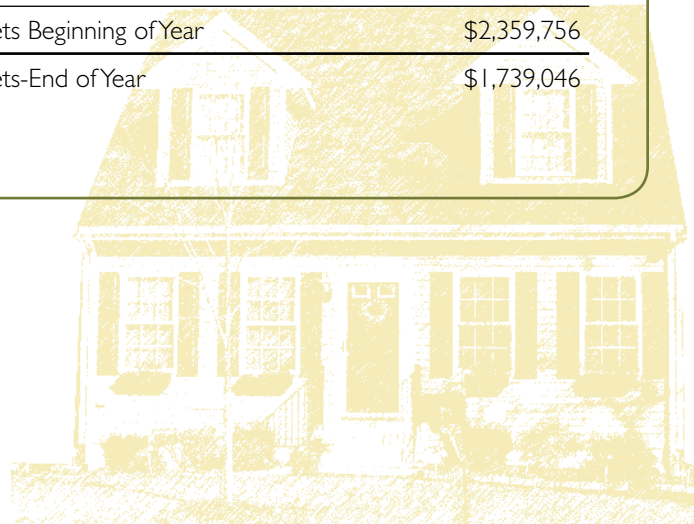 ets Beginning of Year $2,359,756
ets-End of Year $1,739,046